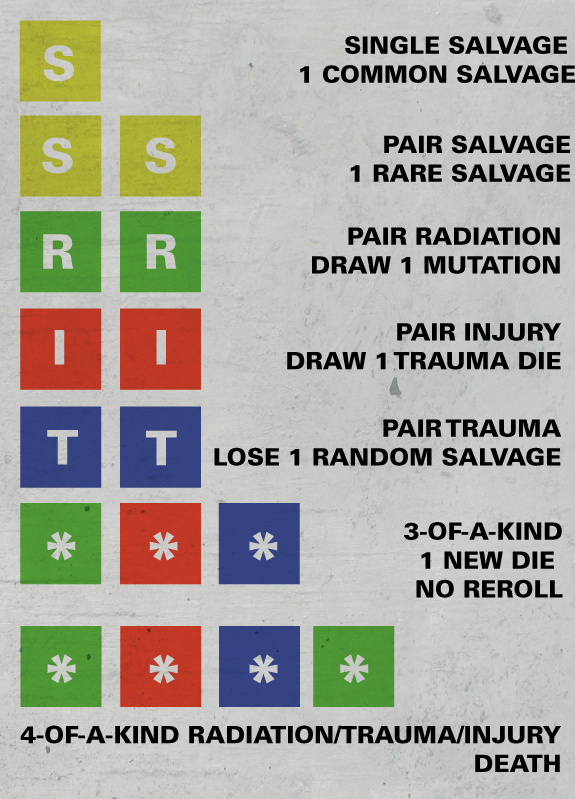 S
SINGLE SALVAGE
1 COMMON SALVAGE
S S
PAIR SALVAGE
1 RARE SALVAGE
R R
PAIR RADIATION
DRAW 1 MUTATION
I I
PAIR INJURY
DRAW 1 TRAUMA DIE
T T
PAIR TRAUMA
LOSE 1 RANDOM SALVAGE
* * *
3-OF-A-KIND
1 NEW DIE
NO REROLL
* * * *
4-OF-A-KIND RADIATION/TRAUMA/INJURY
DEATH